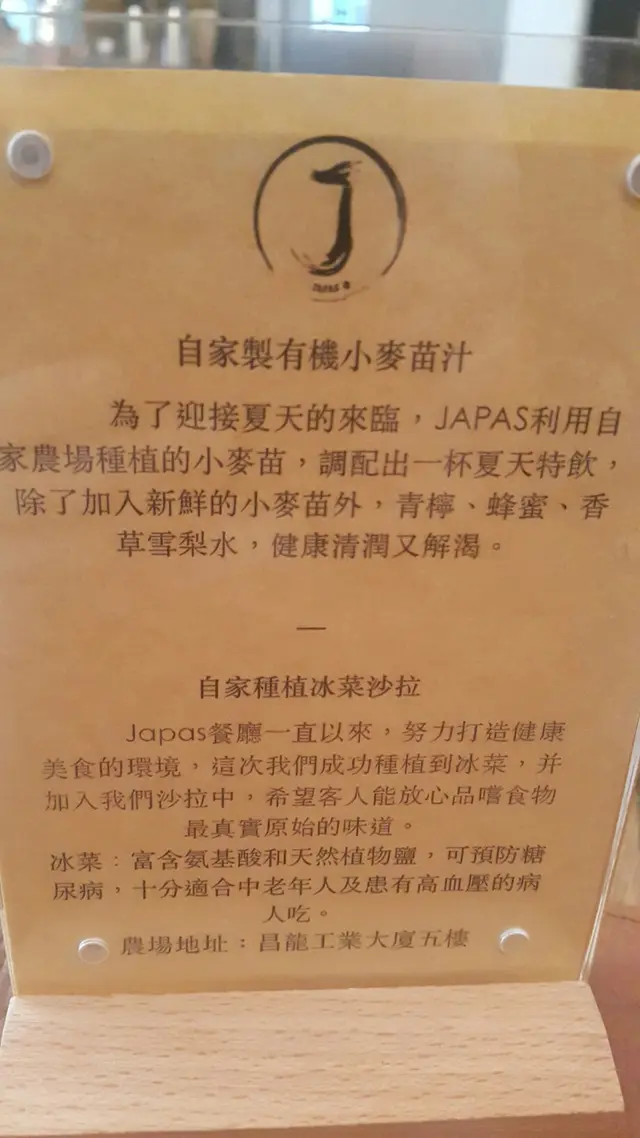 J
JAPAS
自家製有機小麥苗汁
為了迎接夏天的來臨，JAPAS利用自
家農場種植的小麥苗，調配出一杯夏天特飲，
除了加入新鮮的小麥苗外，青檸、蜂蜜、香
草雪梨水，健康清潤又解渴。
—
自家種植冰菜沙拉
Japas餐廳一直以來，努力打造健康
美食的環境，這次我們成功種植到冰菜，并
加入我們沙拉中，希望客人能放心品嚐食物
最真實原始的味道。
冰菜：富含氨基酸和天然植物鹽，可預防糖
尿病，十分適合中老年人及患有高血壓的病
人吃。
農場地址：昌龍工業大廈五樓